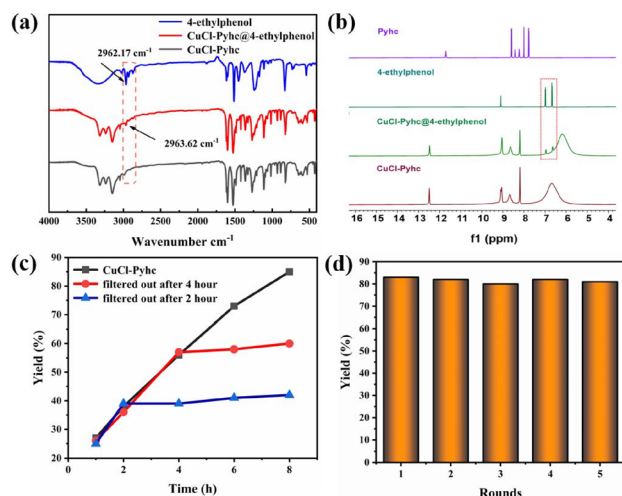 (a)
4-ethylphenol
CuCl-Pyhc@4-ethylphenol
CuCl-Pyhc
2962.17 cm⁻¹
2963.62 cm⁻¹
4000 3500 3000 2500 2000 1500 1000 500
Wavenumber cm⁻¹
(b)
Pyhc
4-ethylphenol
CuCl-Pyhc@4-ethylphenol
CuCl-Pyhc
16 15 14 13 12 11 10 9 8 7 6 5 4
f1 (ppm)
(c)
90
80
70
60
50
40
30
20
Yield (%)
CuCl-Pyhc
filtered out after 4 hour
filtered out after 2 hour
0 2 4 6 8
Time (h)
(d)
90
80
70
60
50
40
30
20
10
0
Yield (%)
1 2 3 4 5
Rounds